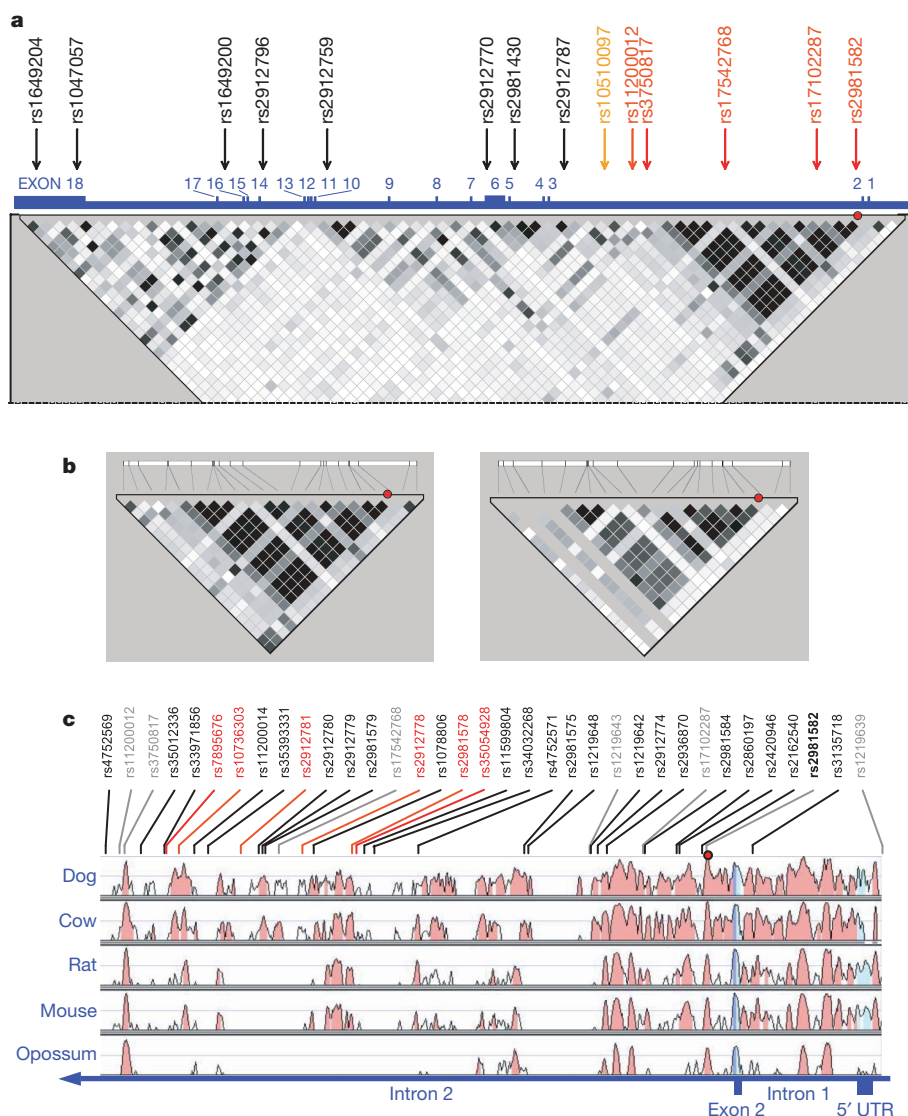 a
rs1649204
rs1047057
rs1649200
rs2912796
rs2912759
rs2912770
rs2981430
rs2912787
rs10510097
rs11200012
rs3750817
rs17542768
rs17102287
rs2981582
EXON 18
17
16
15
14
13
12
11
10
9
8
7
6
5
4
3
2
1
b
c
rs4752569
rs11200012
rs3750817
rs35012336
rs33971856
rs7895676
rs10736303
rs11200014
rs35393331
rs2912781
rs2912780
rs2912779
rs2981579
rs17542768
rs2912778
rs10788806
rs2981578
rs35054928
rs11599804
rs34032268
rs4752571
rs2981575
rs1219648
rs1219643
rs1219642
rs2912774
rs2936870
rs17102287
rs2981584
rs2860197
rs2420946
rs2162540
rs2981582
rs3135718
rs1219639
Dog
Cow
Rat
Mouse
Opossum
Intron 2
Exon 2
Intron 1
5′ UTR